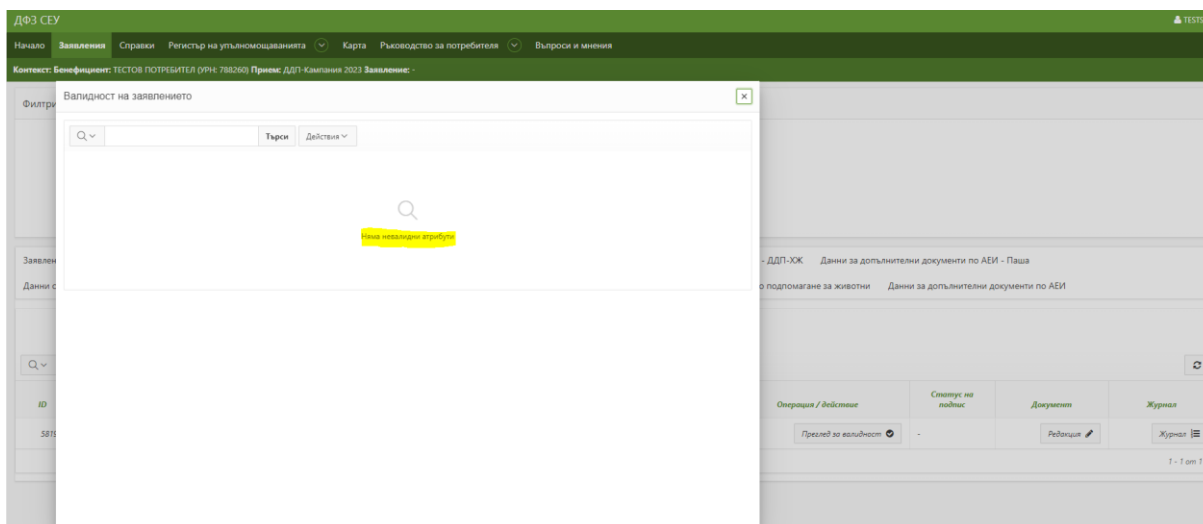 ДФЗ СЕУ
TESTS
Начало Заявления Справки Регистър на упълномощаванията Карта Ръководство за потребителя Въпроси и мнения
Контекст: Бенефициент: ТЕСТОВ ПОТРЕБИТЕЛ (УРН: 788260) Прием: ДДП-Кампания 2023 Заявление: -
Филтри
Валидност на заявлението
Търси Действия
Няма невалидни атрибути
Заявлен - ДДП-ХЖ Данни за допълнителни документи по АЕИ - Паша
Данни о подпомагане за животни Данни за допълнителни документи по АЕИ
ID Операция / действие Статус на подпис Документ Журнал
5819 Преглед за валидност - Редакция Журнал
1 - 1 от 1